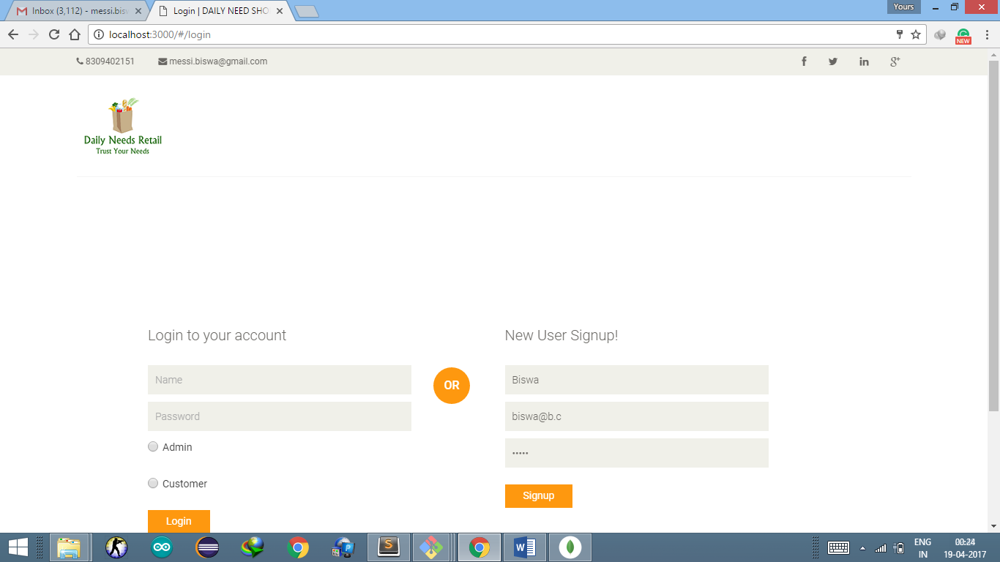 Inbox (3,112) - messi.bis
Login | DAILY NEED SHO
Yours
localhost:3000/#/login
NEW
8309402151 messi.biswa@gmail.com
Daily Needs Retail
Trust Your Needs
Login to your account
Name
Password
Admin
Customer
Login
OR
New User Signup!
Biswa
biswa@b.c
•••••
Signup
S
P
W
ENG
IN
00:24
19-04-2017